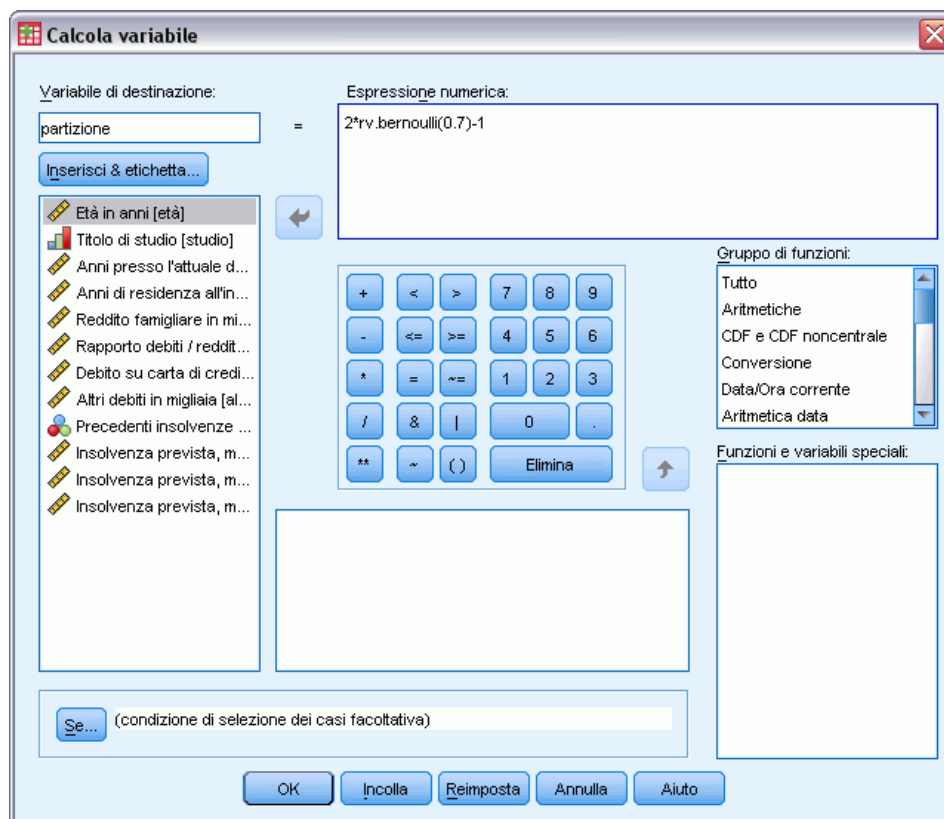 Calcola variabile
Variabile di destinazione:
partizione
=
Espressione numerica:
2*rv.bernoulli(0.7)-1
Inserisci & etichetta...
Età in anni [età]
Titolo di studio [studio]
Anni presso l'attuale d...
Anni di residenza all'in...
Reddito famigliare in mi...
Rapporto debiti / reddit...
Debito su carta di credi...
Altri debiti in migliaia [al...
Precedenti insolvenze ...
Insolvenza prevista, m...
Insolvenza prevista, m...
Insolvenza prevista, m...
+ < > 7 8 9
- <= >= 4 5 6
* = ~= 1 2 3
/ & | 0 .
** ~ ( ) Elimina
Gruppo di funzioni:
Tutto
Aritmetiche
CDF e CDF noncentrale
Conversione
Data/Ora corrente
Aritmetica data
Funzioni e variabili speciali:
Se... (condizione di selezione dei casi facoltativa)
OK Incolla Reimposta Annulla Aiuto